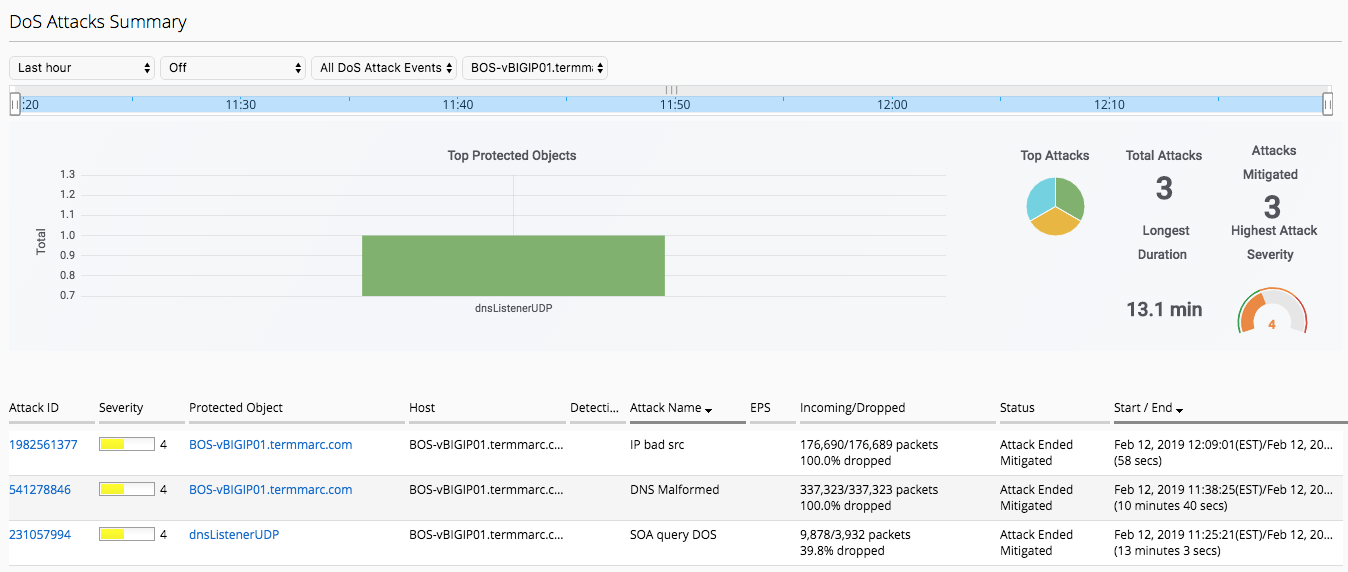 DoS Attacks Summary
Last hour Off All DoS Attack Events BOS-vBIGIP01.termm
:20 11:30 11:40 11:50 12:00 12:10
Top Protected Objects
1.3
1.2
1.1
1.0
0.9
0.8
0.7
Total
dnsListenerUDP
Top Attacks
Total Attacks
3
Longest
Duration
13.1 min
Attacks
Mitigated
3
Highest Attack
Severity
4
Attack ID Severity Protected Object Host Detecti... Attack Name EPS Incoming/Dropped Status Start / End
1982561377 4 BOS-vBIGIP01.termmarc.com BOS-vBIGIP01.termmarc.c... IP bad src 176,690/176,689 packets Attack Ended Feb 12, 2019 12:09:01(EST)/Feb 12, 20...
100.0% dropped Mitigated (58 secs)
541278846 4 BOS-vBIGIP01.termmarc.com BOS-vBIGIP01.termmarc.c... DNS Malformed 337,323/337,323 packets Attack Ended Feb 12, 2019 11:38:25(EST)/Feb 12, 20...
100.0% dropped Mitigated (10 minutes 40 secs)
231057994 4 dnsListenerUDP BOS-vBIGIP01.termmarc.c... SOA query DOS 9,878/3,932 packets Attack Ended Feb 12, 2019 11:25:21(EST)/Feb 12, 20...
39.8% dropped Mitigated (13 minutes 3 secs)